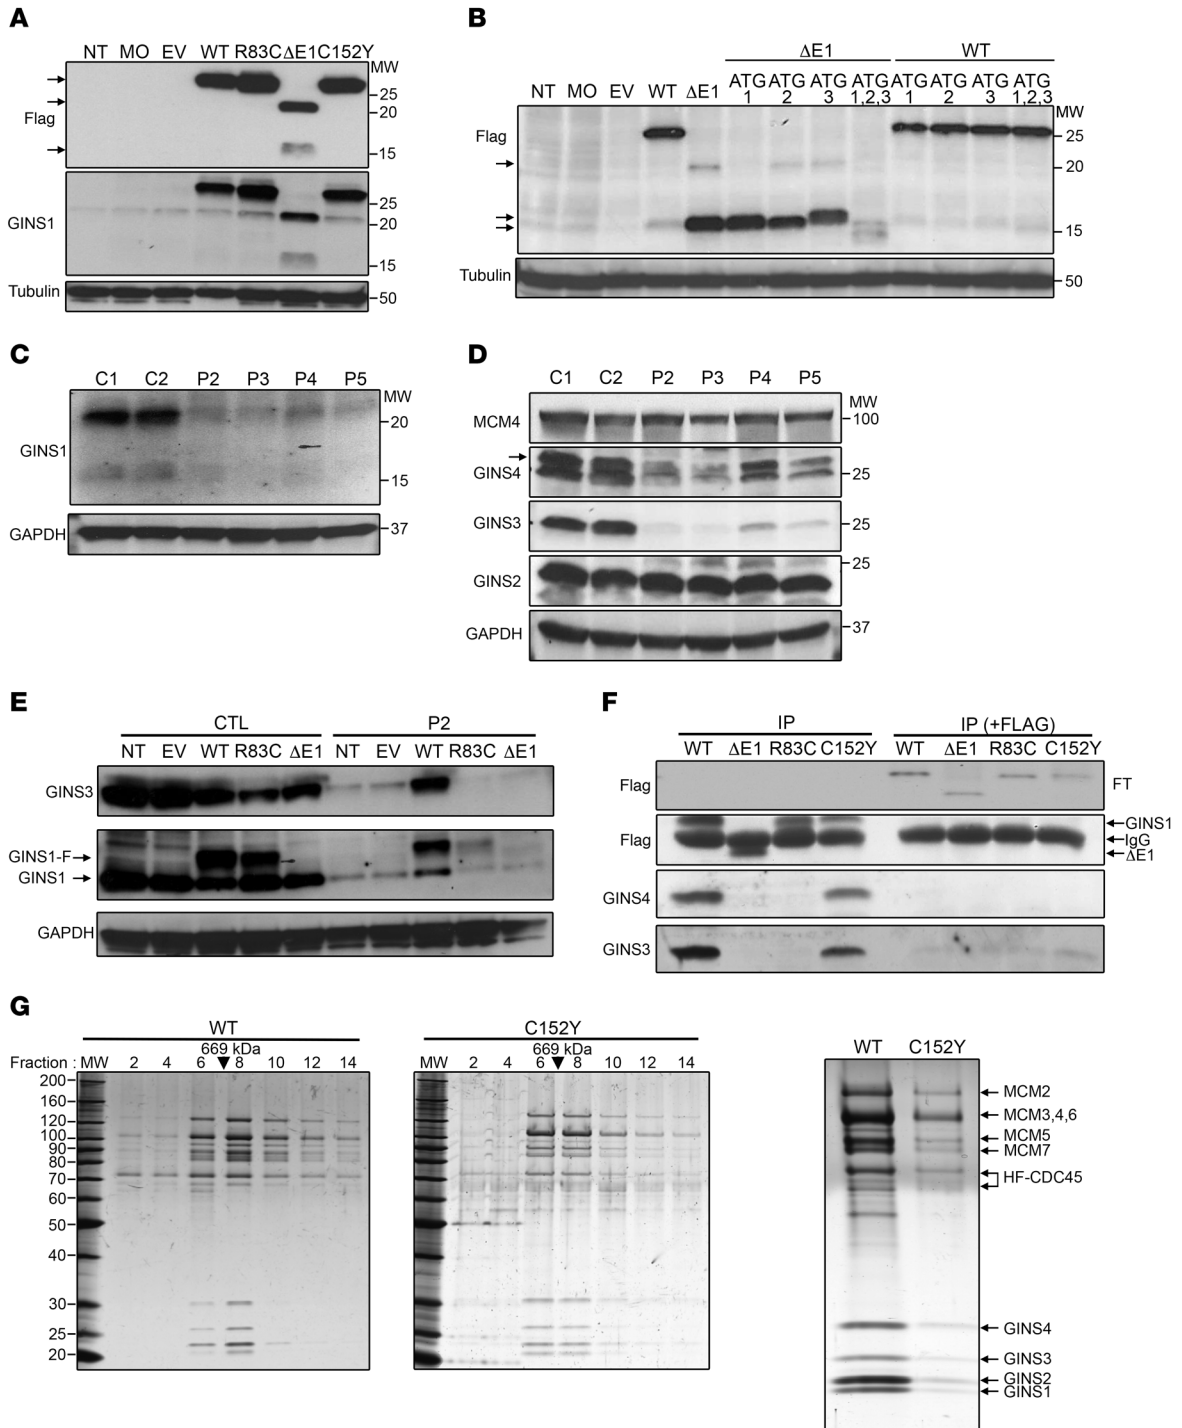 A
NT MO EV WT R83C ΔE1 C152Y
MW
Flag
25
20
15
GINS1
25
20
15
Tubulin
50
B
ΔE1 WT
NT MO EV WT ΔE1 ATG ATG ATG ATG ATG ATG ATG ATG
1 2 3 1,2,3 1 2 3 1,2,3
MW
Flag
25
20
15
Tubulin
50
C
C1 C2 P2 P3 P4 P5
MW
20
GINS1
15
GAPDH
37
D
C1 C2 P2 P3 P4 P5
MW
MCM4
100
GINS4
25
GINS3
25
GINS2
25
GAPDH
37
E
CTL P2
NT EV WT R83C ΔE1 NT EV WT R83C ΔE1
GINS3
GINS1-F
GINS1
GAPDH
F
IP IP (+FLAG)
WT ΔE1 R83C C152Y WT ΔE1 R83C C152Y
Flag FT
Flag
GINS1
IgG
ΔE1
GINS4
GINS3
G
WT
669 kDa
Fraction : MW 2 4 6 8 10 12 14
200
160
120
100
90
80
70
60
50
40
30
25
20
C152Y
669 kDa
MW 2 4 6 8 10 12 14
WT C152Y
MCM2
MCM3,4,6
MCM5
MCM7
HF-CDC45
GINS4
GINS3
GINS2
GINS1